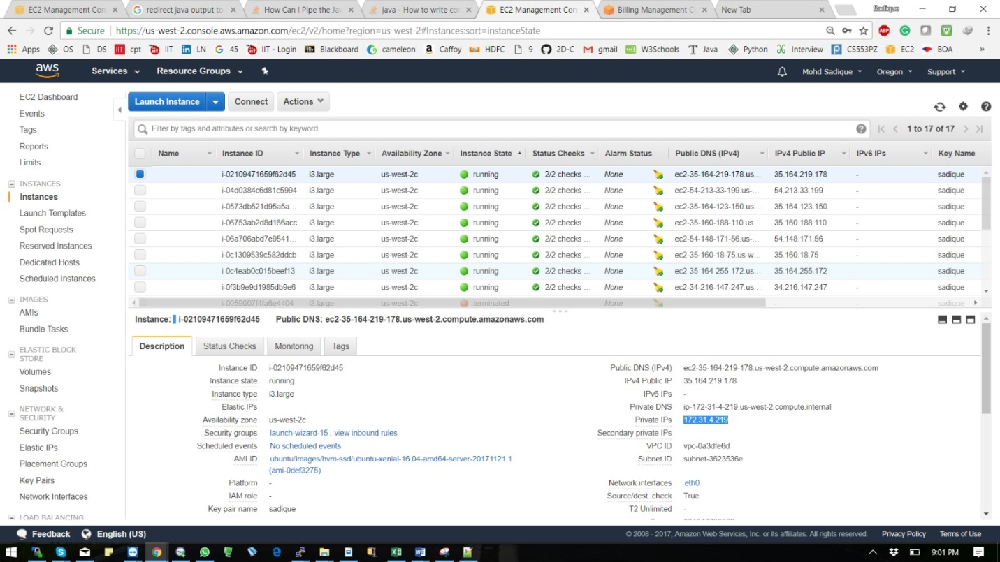 EC2 Management Con
redirect java output to
How Can I Pipe the Jav
java - How to write co
EC2 Management Con
Billing Management C
New Tab
Sadique
Secure https://us-west-2.console.aws.amazon.com/ec2/v2/home?region=us-west-2#Instances:sort=instanceState
Apps OS DS cpt IIT LN 45 IIT - Login Blackboard cameleon Caffoy HDFC 9 2D-C gmail W3Schools Java Python Interview CS553PZ EC2 BOA »
aws Services Resource Groups Mohd Sadique Oregon Support
EC2 Dashboard
Events
Tags
Reports
Limits
INSTANCES
Instances
Launch Templates
Spot Requests
Reserved Instances
Dedicated Hosts
Scheduled Instances
IMAGES
AMIs
Bundle Tasks
ELASTIC BLOCK
STORE
Volumes
Snapshots
NETWORK &
SECURITY
Security Groups
Elastic IPs
Placement Groups
Key Pairs
Network Interfaces
LOAD BALANCING
Launch Instance Connect Actions
Filter by tags and attributes or search by keyword 1 to 17 of 17
Name Instance ID Instance Type Availability Zone Instance State Status Checks Alarm Status Public DNS (IPv4) IPv4 Public IP IPv6 IPs Key Name
i-02109471659f62d45 i3.large us-west-2c running 2/2 checks ... None ec2-35-164-219-178.us... 35.164.219.178 - sadique
i-04d0384c6d81c5994 i3.large us-west-2c running 2/2 checks ... None ec2-54-213-33-199.us-... 54.213.33.199 - sadique
i-0573db521d95a5a... i3.large us-west-2c running 2/2 checks ... None ec2-35-164-123-150.us... 35.164.123.150 - sadique
i-06753ab2d8d166acc i3.large us-west-2c running 2/2 checks ... None ec2-35-160-188-110.us... 35.160.188.110 - sadique
i-06a706abd7e9541... i3.large us-west-2c running 2/2 checks ... None ec2-54-148-171-56.us-... 54.148.171.56 - sadique
i-0c1309539c582ddcb i3.large us-west-2c running 2/2 checks ... None ec2-35-160-18-75.us-w... 35.160.18.75 - sadique
i-0c4eab0c015beef13 i3.large us-west-2c running 2/2 checks ... None ec2-35-164-255-172.us... 35.164.255.172 - sadique
i-0f3b9e9d1985db9e6 i3.large us-west-2c running 2/2 checks ... None ec2-34-216-147-247.us... 34.216.147.247 - sadique
i-0059007f4fa6e4404 i3.large us-west-2c terminated None - - sadique
Instance: i-02109471659f62d45 Public DNS: ec2-35-164-219-178.us-west-2.compute.amazonaws.com
Description Status Checks Monitoring Tags
Instance ID i-02109471659f62d45
Instance state running
Instance type i3.large
Elastic IPs
Availability zone us-west-2c
Security groups launch-wizard-15. view inbound rules
Scheduled events No scheduled events
AMI ID ubuntu/images/hvm-ssd/ubuntu-xenial-16.04-amd64-server-20171121.1
(ami-0def3275)
Platform -
IAM role -
Key pair name sadique
Public DNS (IPv4) ec2-35-164-219-178.us-west-2.compute.amazonaws.com
IPv4 Public IP 35.164.219.178
IPv6 IPs -
Private DNS ip-172-31-4-219.us-west-2.compute.internal
Private IPs 172.31.4.219
Secondary private IPs
VPC ID vpc-0a3dfe6d
Subnet ID subnet-3623536e
Network interfaces eth0
Source/dest. check True
T2 Unlimited -
Feedback English (US) © 2008 - 2017, Amazon Web Services, Inc. or its affiliates. All rights reserved. Privacy Policy Terms of Use
9:01 PM